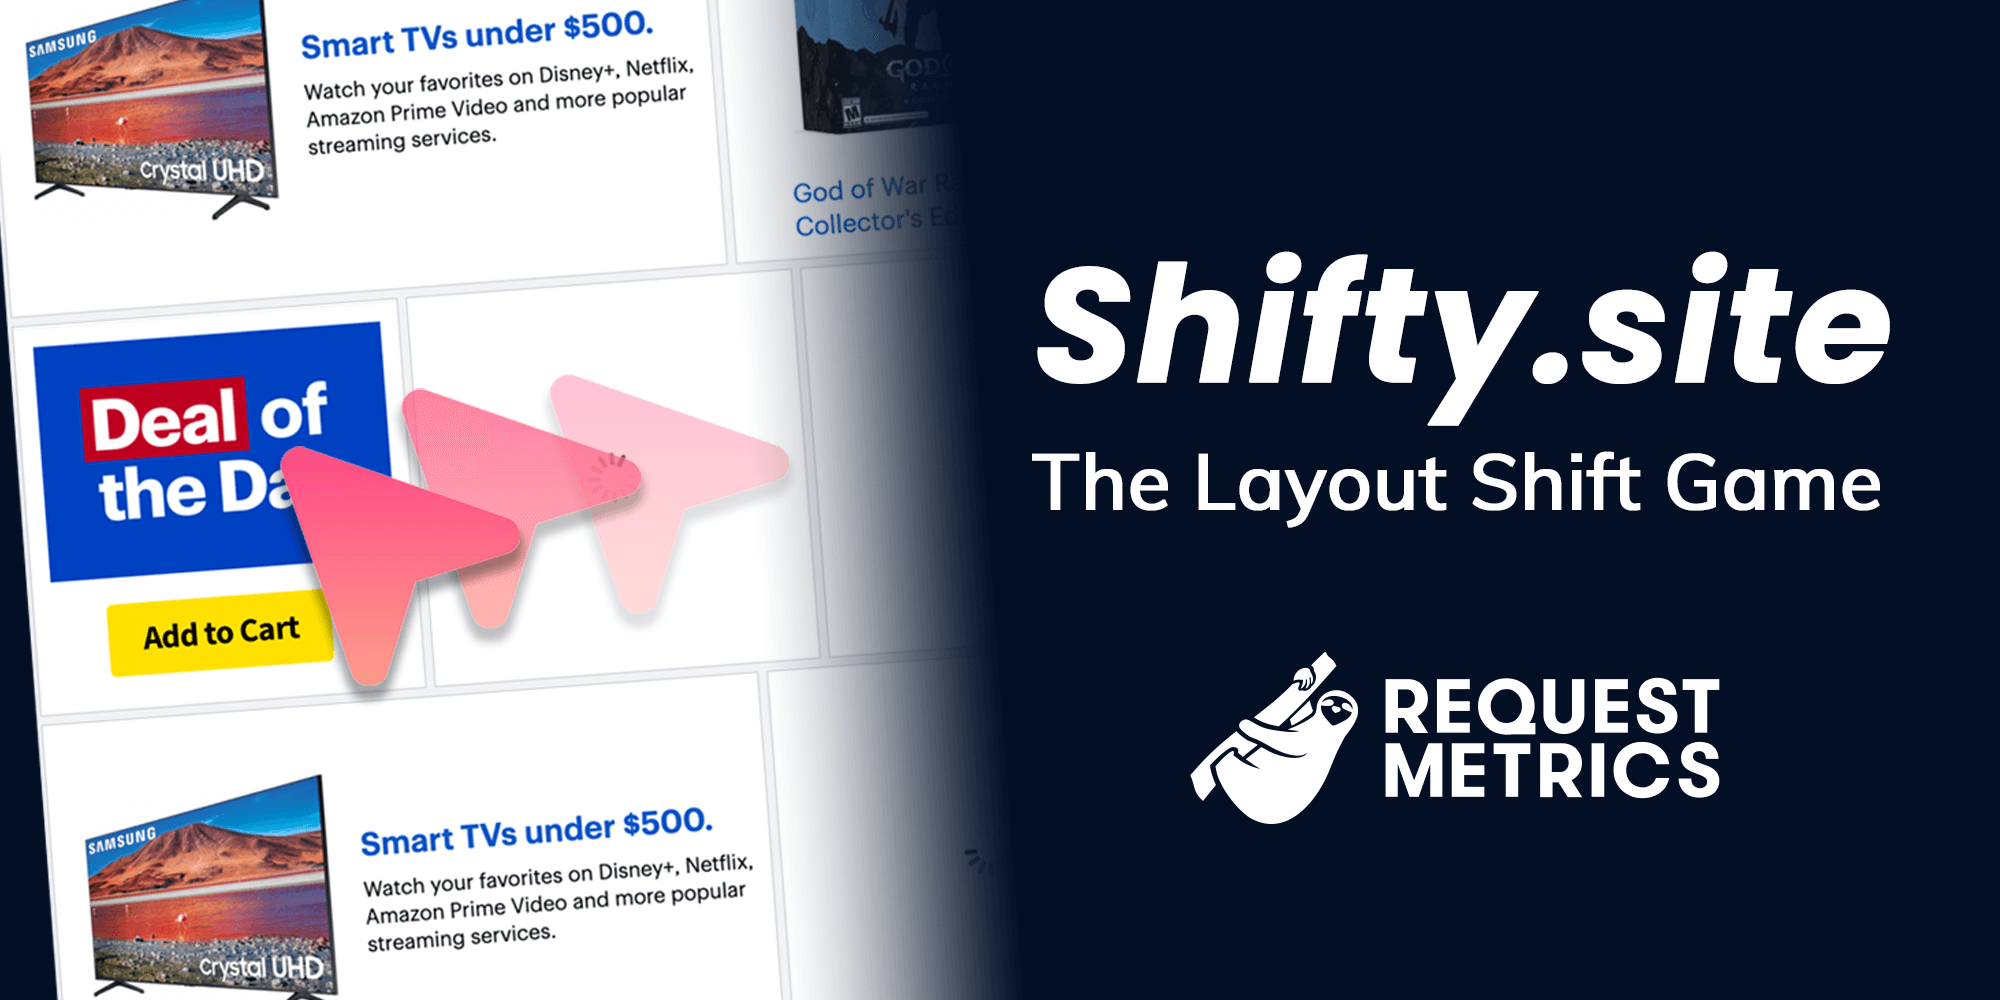 SAMSUNG
Crystal UHD
Smart TVs under $500.
Watch your favorites on Disney+, Netflix,
Amazon Prime Video and more popular
streaming services.
GOD
M
God of War Ra
Collector's Ed
Deal of
the Da
Add to Cart
SAMSUNG
Crystal UHD
Smart TVs under $500.
Watch your favorites on Disney+, Netflix,
Amazon Prime Video and more popular
streaming services.
Shifty.site
The Layout Shift Game
REQUEST
METRICS